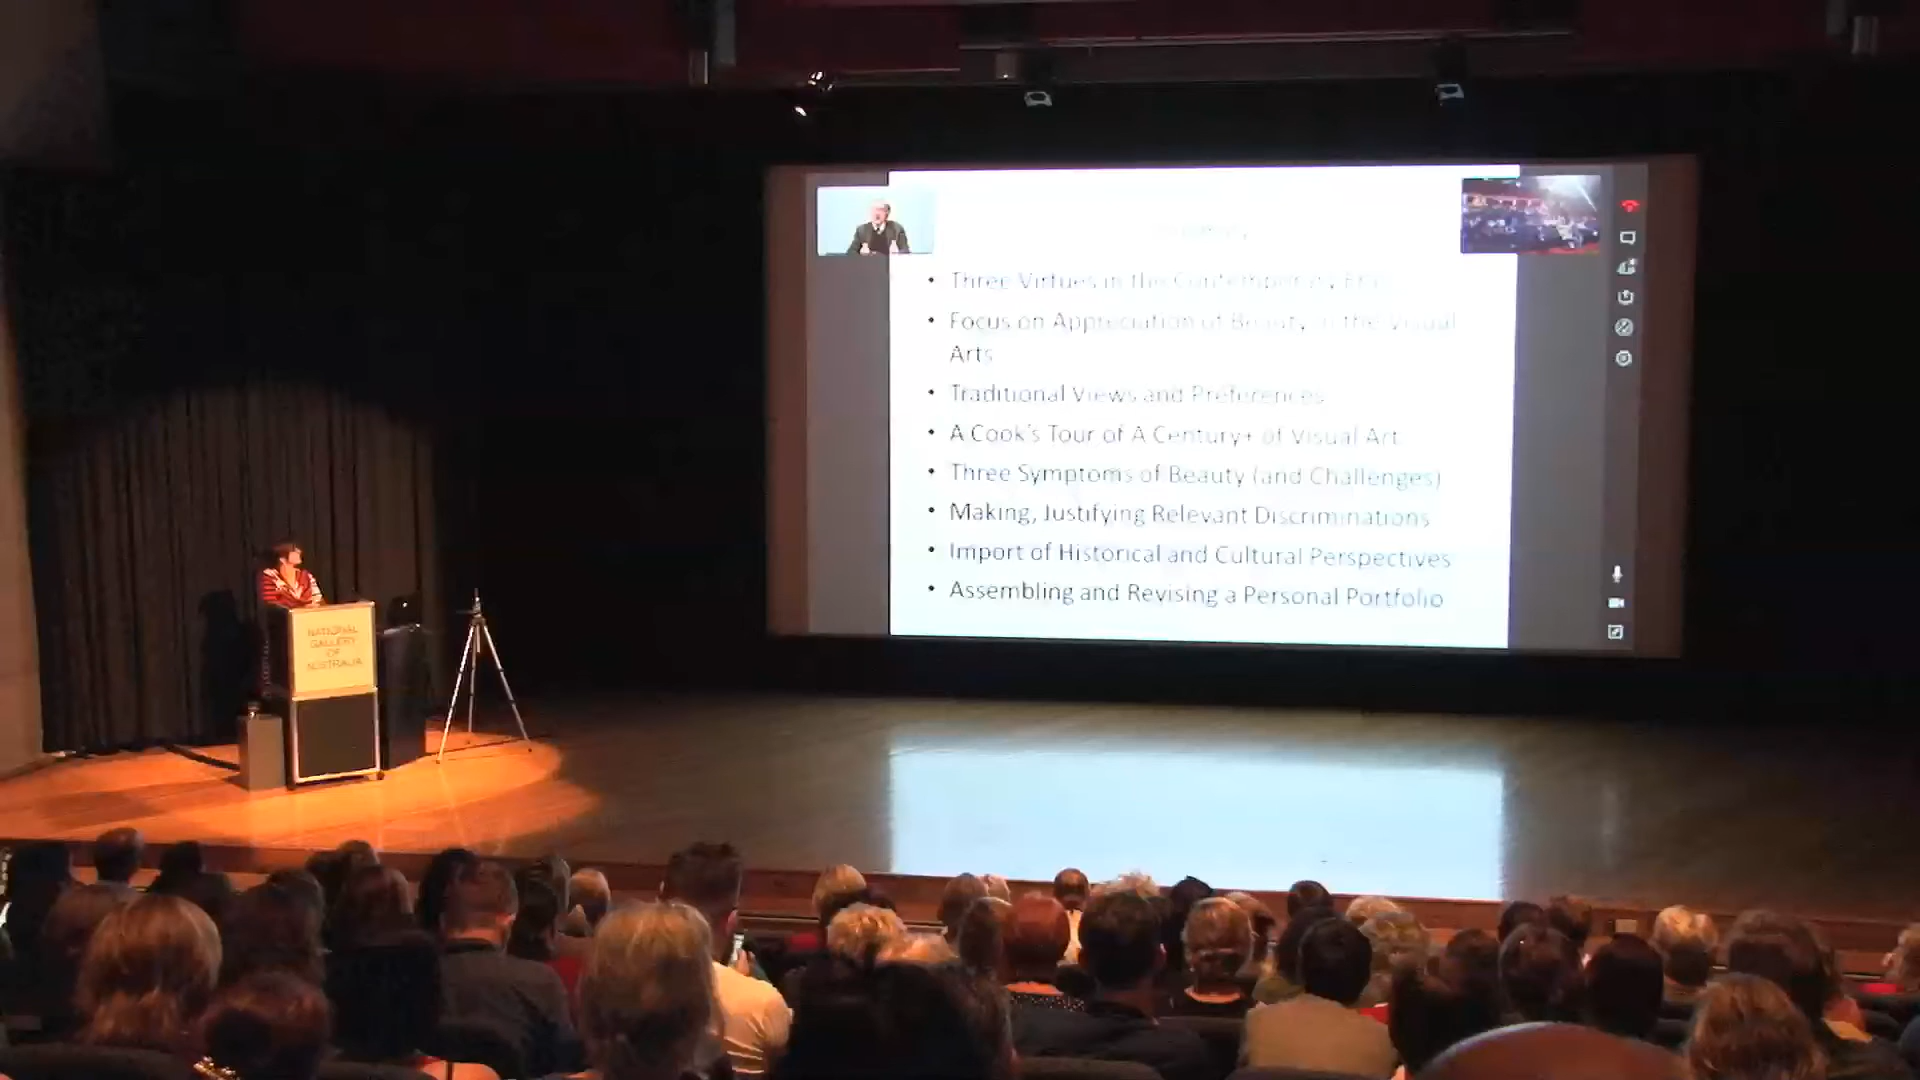 Summary
• Three Virtues in the Contemporary Era
• Focus on Appreciation of Beauty in the Visual
Arts
• Traditional Views and Preferences
• A Cook's Tour of A Century+ of Visual Art
• Three Symptoms of Beauty (and Challenges)
• Making, Justifying Relevant Discriminations
• Import of Historical and Cultural Perspectives
• Assembling and Revising a Personal Portfolio
NATIONAL
GALLERY
OF
AUSTRALIA